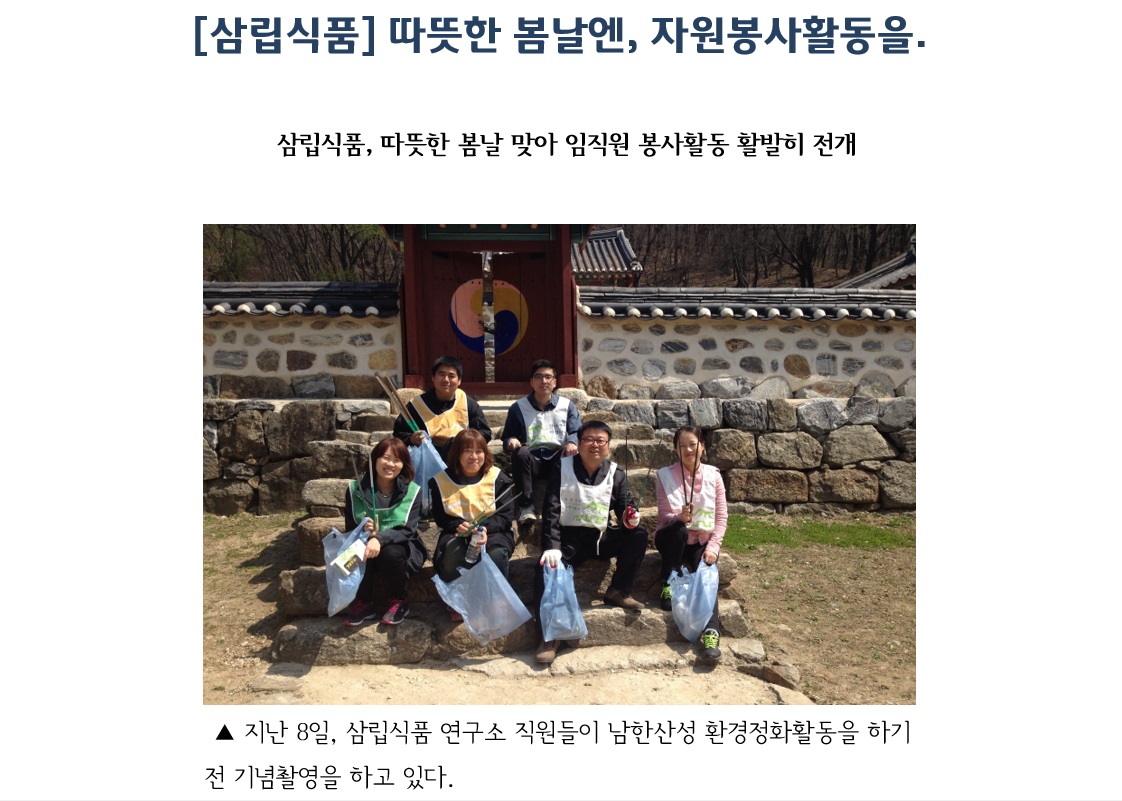 [삼립식품] 따뜻한 봄날엔, 자원봉사활동을.
삼립식품, 따뜻한 봄날 맞아 임직원 봉사활동 활발히 전개
▲ 지난 8일, 삼립식품 연구소 직원들이 남한산성 환경정화활동을 하기
전 기념촬영을 하고 있다.